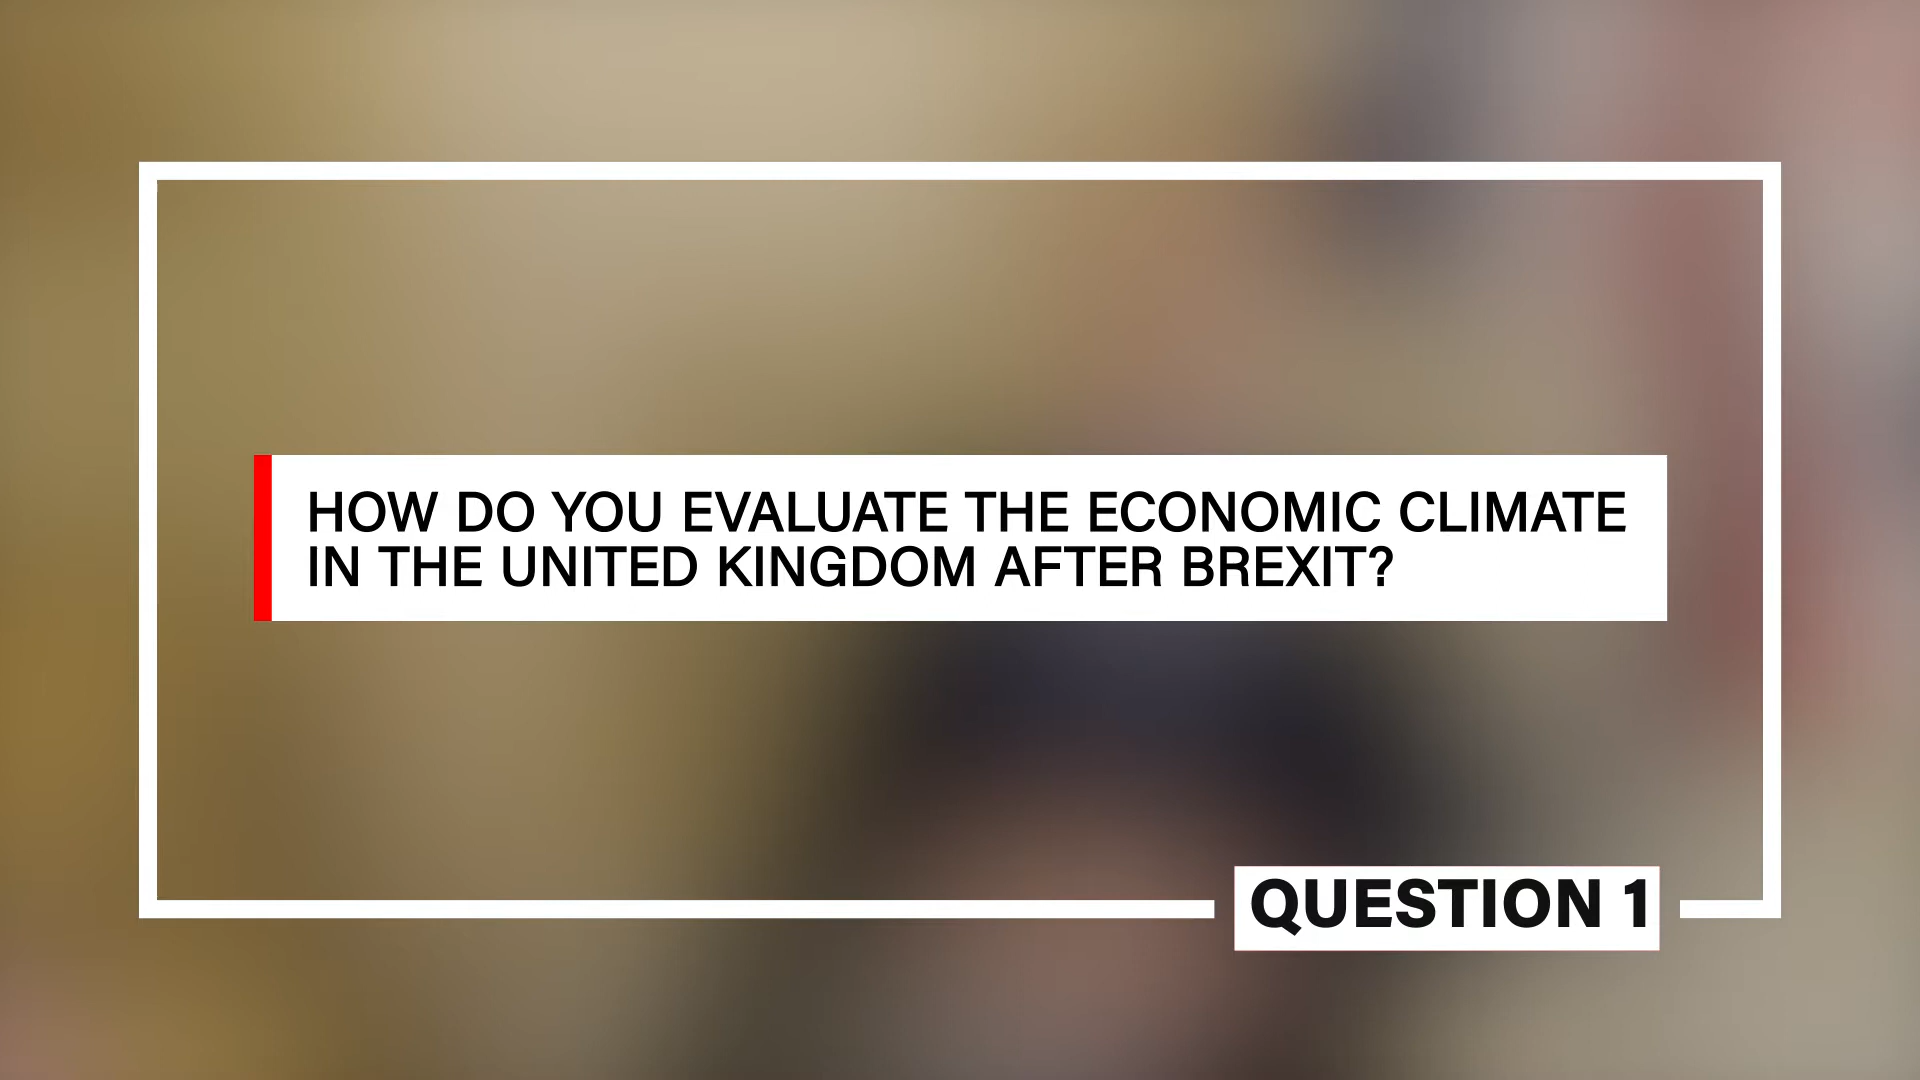 HOW DO YOU EVALUATE THE ECONOMIC CLIMATE
IN THE UNITED KINGDOM AFTER BREXIT?
QUESTION 1